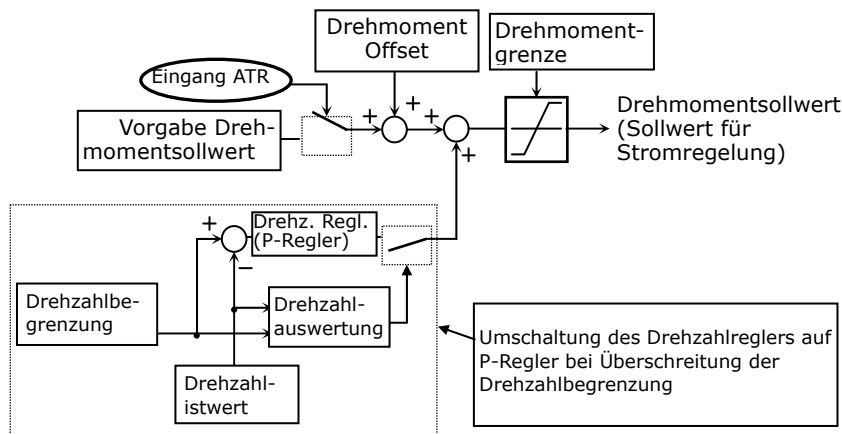 Drehmoment
Offset
Drehmoment-
grenze
Eingang ATR
Vorgabe Dreh-
momentsollwert
+
+
+
+
Drehmomentsollwert
(Sollwert für
Stromregelung)
+
−
Drehz. Regl.
(P-Regler)
Drehzahlbe-
grenzung
Drehzahl-
auswertung
Drehzahl-
istwert
Umschaltung des Drehzahlreglers auf
P-Regler bei Überschreitung der
Drehzahlbegrenzung